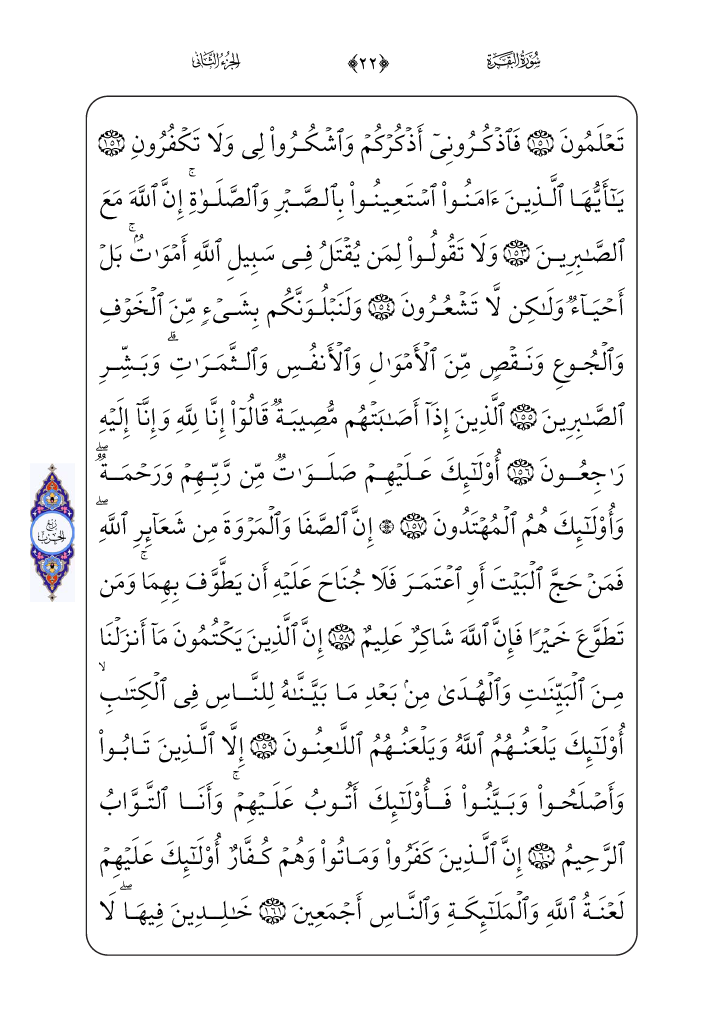 سُورَةُ البَقَرَة ﴿٢٢﴾ الجزء الثَّانِي
تَعۡلَمُونَ ١٥١ فَٱذۡكُرُونِيٓ أَذۡكُرۡكُمۡ وَٱشۡكُرُواْ لِي وَلَا تَكۡفُرُونِ ١٥٢
يَـٰٓأَيُّهَا ٱلَّذِينَ ءَامَنُواْ ٱسۡتَعِينُواْ بِٱلصَّبۡرِ وَٱلصَّلَوٰةِۚ إِنَّ ٱللَّهَ مَعَ
ٱلصَّـٰبِرِينَ ١٥٣ وَلَا تَقُولُواْ لِمَن يُقۡتَلُ فِي سَبِيلِ ٱللَّهِ أَمۡوَٰتُۢۚ بَلۡ
أَحۡيَآءٞ وَلَـٰكِن لَّا تَشۡعُرُونَ ١٥٤ وَلَنَبۡلُوَنَّكُم بِشَيۡءٖ مِّنَ ٱلۡخَوۡفِ
وَٱلۡجُوعِ وَنَقۡصٖ مِّنَ ٱلۡأَمۡوَٰلِ وَٱلۡأَنفُسِ وَٱلثَّمَرَٰتِۗ وَبَشِّرِ
ٱلصَّـٰبِرِينَ ١٥٥ ٱلَّذِينَ إِذَآ أَصَـٰبَتۡهُم مُّصِيبَةٞ قَالُوٓاْ إِنَّا لِلَّهِ وَإِنَّآ إِلَيۡهِ
رَٰجِعُونَ ١٥٦ أُوْلَـٰٓئِكَ عَلَيۡهِمۡ صَلَوَٰتٞ مِّن رَّبِّهِمۡ وَرَحۡمَةٞۖ
وَأُوْلَـٰٓئِكَ هُمُ ٱلۡمُهۡتَدُونَ ١٥٧ ۞ إِنَّ ٱلصَّفَا وَٱلۡمَرۡوَةَ مِن شَعَآئِرِ ٱللَّهِۖ
ربع الحزب
فَمَنۡ حَجَّ ٱلۡبَيۡتَ أَوِ ٱعۡتَمَرَ فَلَا جُنَاحَ عَلَيۡهِ أَن يَطَّوَّفَ بِهِمَاۚ وَمَن
تَطَوَّعَ خَيۡرٗا فَإِنَّ ٱللَّهَ شَاكِرٌ عَلِيمٌ ١٥٨ إِنَّ ٱلَّذِينَ يَكۡتُمُونَ مَآ أَنزَلۡنَا
مِنَ ٱلۡبَيِّنَـٰتِ وَٱلۡهُدَىٰ مِنۢ بَعۡدِ مَا بَيَّنَّـٰهُ لِلنَّاسِ فِي ٱلۡكِتَـٰبِۙ
أُوْلَـٰٓئِكَ يَلۡعَنُهُمُ ٱللَّهُ وَيَلۡعَنُهُمُ ٱللَّـٰعِنُونَ ١٥٩ إِلَّا ٱلَّذِينَ تَابُواْ
وَأَصۡلَحُواْ وَبَيَّنُواْ فَأُوْلَـٰٓئِكَ أَتُوبُ عَلَيۡهِمۡۚ وَأَنَا ٱلتَّوَّابُ
ٱلرَّحِيمُ ١٦٠ إِنَّ ٱلَّذِينَ كَفَرُواْ وَمَاتُواْ وَهُمۡ كُفَّارٌ أُوْلَـٰٓئِكَ عَلَيۡهِمۡ
لَعۡنَةُ ٱللَّهِ وَٱلۡمَلَـٰٓئِكَةِ وَٱلنَّاسِ أَجۡمَعِينَ ١٦١ خَـٰلِدِينَ فِيهَاۖ لَا